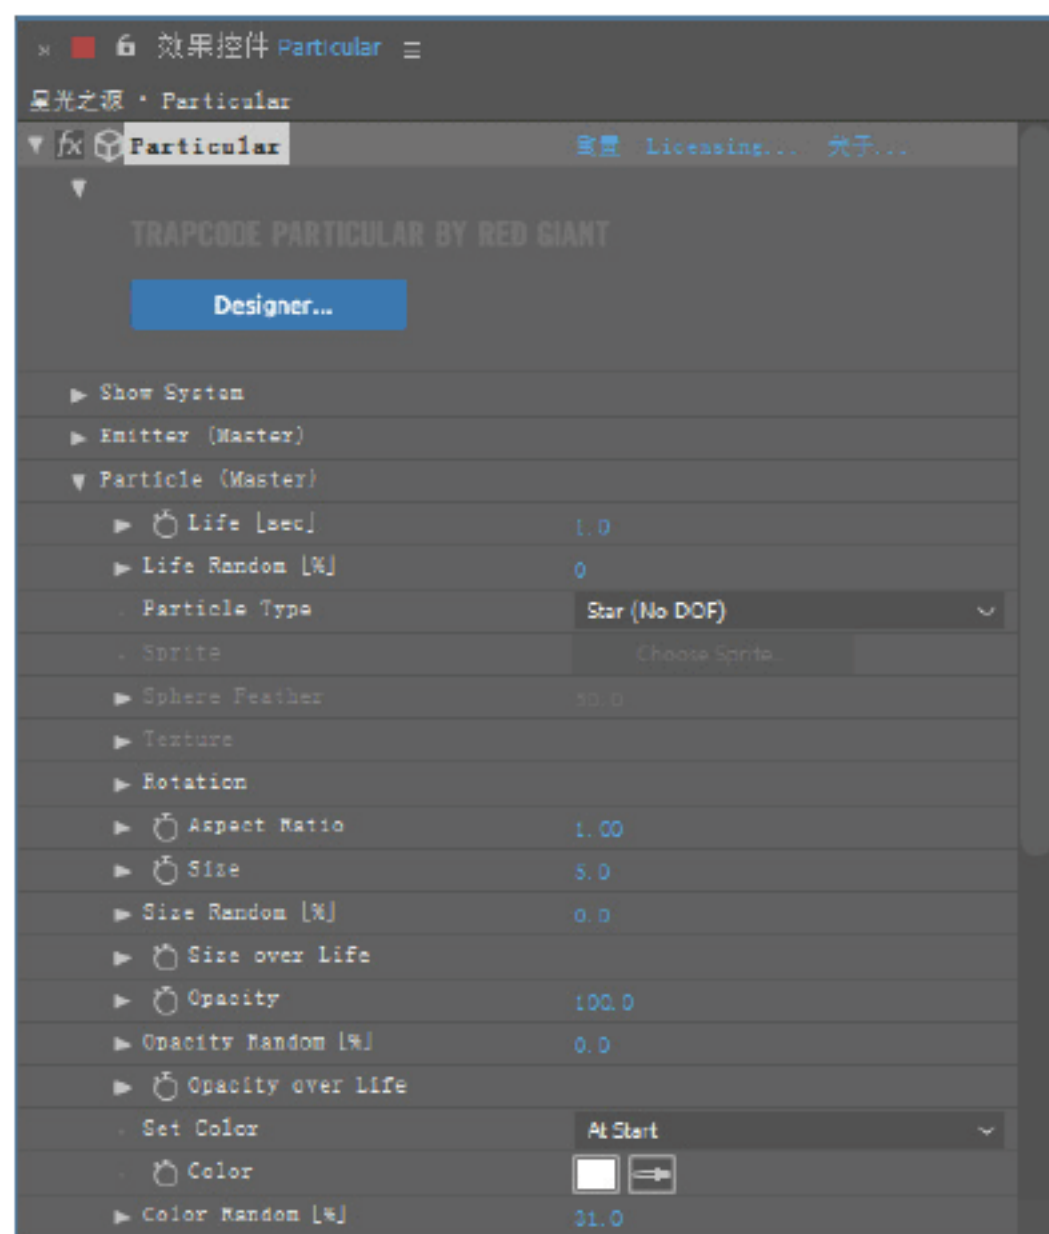 效果控件 Particular
星光之源 · Particular
fx Particular 重置 Licensing... 关于...
TRAPCODE PARTICULAR BY RED GIANT
Designer...
Show System
Emitter (Master)
Particle (Master)
Life [sec] 1.0
Life Random [%] 0
Particle Type Star (No DOF)
Sprite Choose Sprite...
Sphere Feather 50.0
Texture
Rotation
Aspect Ratio 1.00
Size 5.0
Size Random [%] 0.0
Size over Life
Opacity 100.0
Opacity Random [%] 0.0
Opacity over Life
Set Color At Start
Color
Color Random [%] 31.0